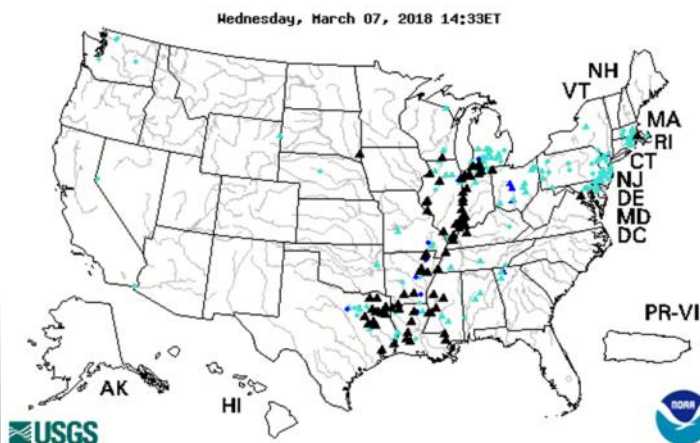 Wednesday, March 07, 2018 14:33ET
NH
VT
MA
RI
CT
NJ
DE
MD
DC
PR-VI
AK
HI
USGS
NOAA